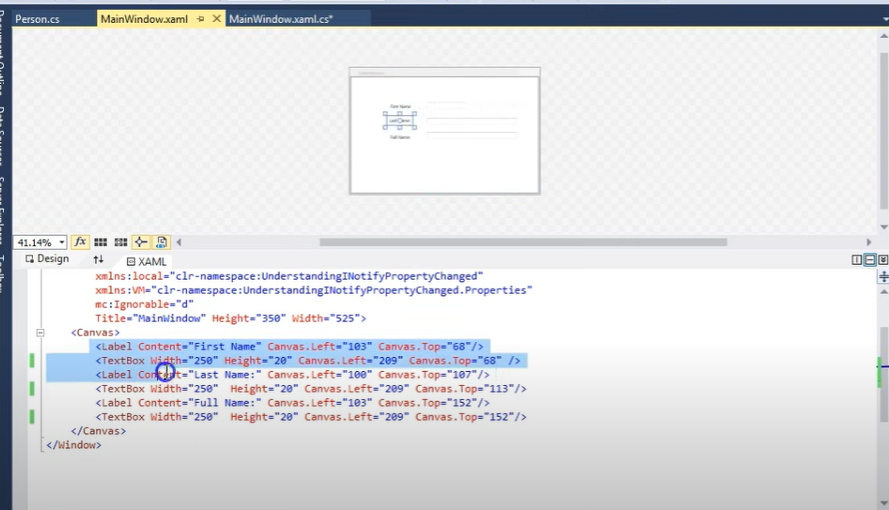 Person.cs
MainWindow.xaml
MainWindow.xaml.cs*
Document Outline
Data Sources
Server Explorer
Toolbox
First Name
Full Name
41.14%
fx
Design
XAML
xmlns:local="clr-namespace:UnderstandingINotifyPropertyChanged"
xmlns:VM="clr-namespace:UnderstandingINotifyPropertyChanged.Properties"
mc:Ignorable="d"
Title="MainWindow" Height="350" Width="525">
<Canvas>
<Label Content="First Name" Canvas.Left="103" Canvas.Top="68"/>
<TextBox Width="250" Height="20" Canvas.Left="209" Canvas.Top="68" />
<Label Content="Last Name:" Canvas.Left="100" Canvas.Top="107"/>
<TextBox Width="250"  Height="20" Canvas.Left="209" Canvas.Top="113"/>
<Label Content="Full Name:" Canvas.Left="103" Canvas.Top="152"/>
<TextBox Width="250"  Height="20" Canvas.Left="209" Canvas.Top="152"/>
</Canvas>
</Window>